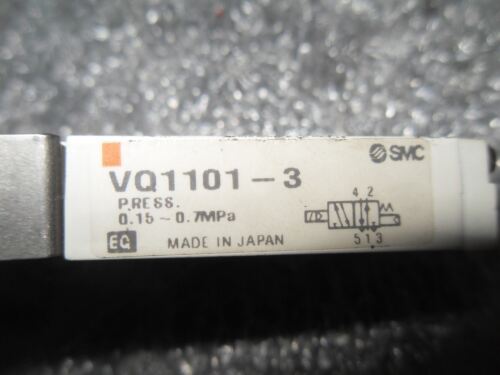 SMC
VQ1101-3
PRESS.
0.15~0.7MPa
4 2
EQ MADE IN JAPAN
5 1 3